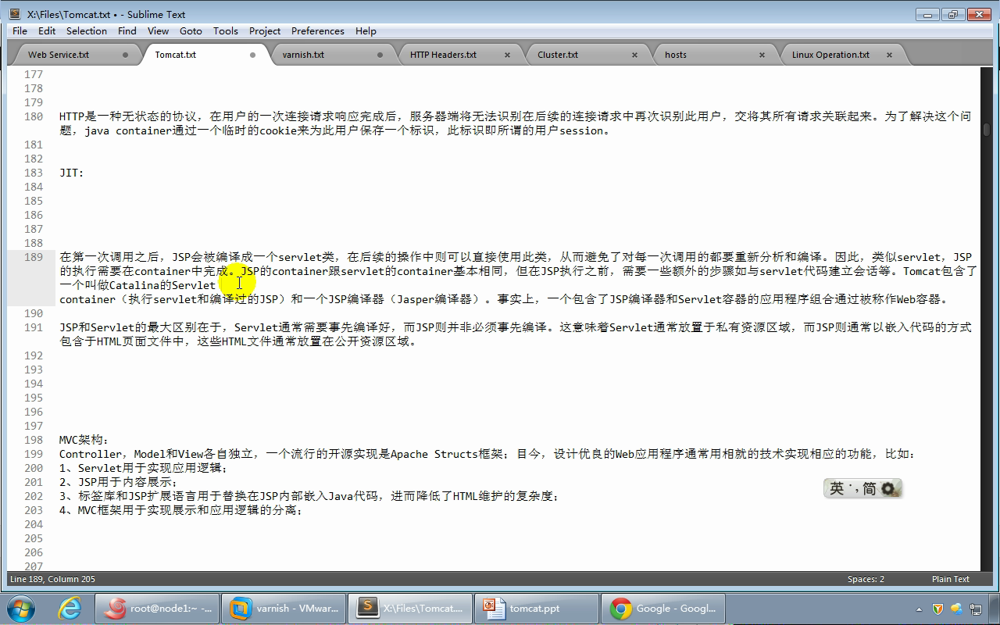 X:\Files\Tomcat.txt • - Sublime Text
File Edit Selection Find View Goto Tools Project Preferences Help
Web Service.txt Tomcat.txt varnish.txt HTTP Headers.txt Cluster.txt hosts Linux Operation.txt
177
178
179
180 HTTP是一种无状态的协议，在用户的一次连接请求响应完成后，服务器端将无法识别在后续的连接请求中再次识别此用户，交将其所有请求关联起来。为了解决这个问
题，java container通过一个临时的cookie来为此用户保存一个标识，此标识即所谓的用户session。
181
182
183 JIT:
184
185
186
187
188
189 在第一次调用之后，JSP会被编译成一个servlet类，在后续的操作中则可以直接使用此类，从而避免了对每一次调用的都要重新分析和编译。因此，类似servlet，JSP
的执行需要在container中完成。JSP的container跟servlet的container基本相同，但在JSP执行之前，需要一些额外的步骤如与servlet代码建立会话等。Tomcat包含了
一个叫做Catalina的Servlet
container（执行servlet和编译过的JSP）和一个JSP编译器（Jasper编译器）。事实上，一个包含了JSP编译器和Servlet容器的应用程序组合通过被称作Web容器。
190
191 JSP和Servlet的最大区别在于，Servlet通常需要事先编译好，而JSP则并非必须事先编译。这意味着Servlet通常放置于私有资源区域，而JSP则通常以嵌入代码的方式
包含于HTML页面文件中，这些HTML文件通常放置在公开资源区域。
192
193
194
195
196
197
198 MVC架构：
199 Controller，Model和View各自独立，一个流行的开源实现是Apache Structs框架；目今，设计优良的Web应用程序通常用相就的技术实现相应的功能，比如：
200 1、Servlet用于实现应用逻辑；
201 2、JSP用于内容展示；
202 3、标签库和JSP扩展语言用于替换在JSP内部嵌入Java代码，进而降低了HTML维护的复杂度；
203 4、MVC框架用于实现展示和应用逻辑的分离；
204
205
206
207
英 简
Line 189, Column 205 Spaces: 2 Plain Text
root@node1:~ -... varnish - VMwar... X:\Files\Tomcat.... tomcat.ppt Google - Googl...